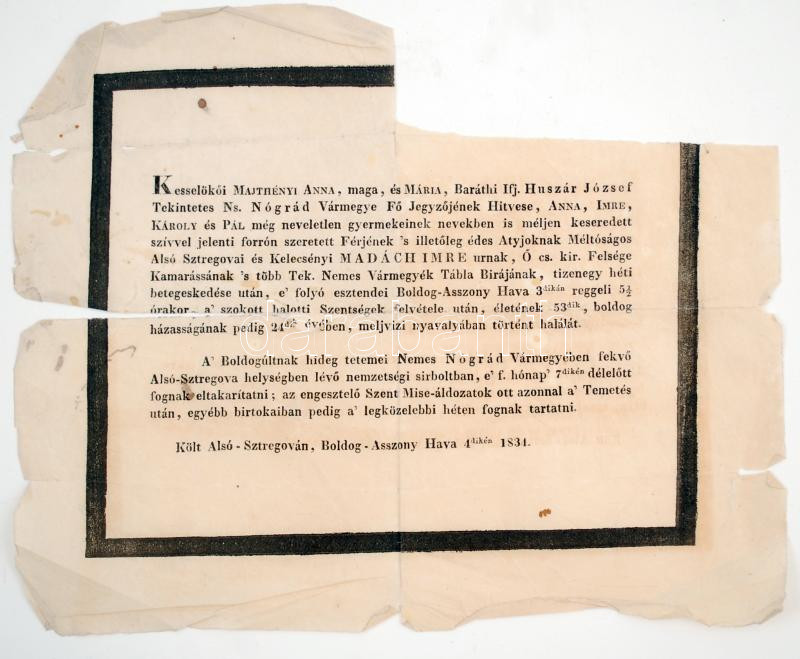 Kesselökői MAJTHÉNYI ANNA, maga, és MÁRIA, Baráthi Ifj. Huszár József
Tekintetes Ns. Nógrád Vármegye Fő Jegyzőjének Hitvese, ANNA, IMRE,
KÁROLY és PÁL még neveletlen gyermekeinek nevekben is méljen keseredett
szívvel jelenti forrón szeretett Férjének 's illetőleg édes Atyjoknak Méltóságos
Alsó Sztregovai és Kelecsényi MADÁCH IMRE urnak, Ő cs. kir. Felsége
Kamarássának 's több Tek. Nemes Vármegyék Tábla Birájának, tizenegy héti
betegeskedése után, e' folyó esztendei Boldog-Asszony Hava 3dikán reggeli 5½
órakor, a' szokott halotti Szentségek felvétele után, életének 53dik, boldog
házasságának pedig 24dik évében, meljvizi nyavalyában történt halálát.
A' Boldogúltnak hideg tetemei Nemes Nógrád Vármegyében fekvő
Alsó-Sztregova helységben lévő nemzetségi sirboltban, e' f. hónap' 7dikén délelőtt
fognak eltakarítatni; az engesztelő Szent Mise-áldozatok ott azonnal a' Temetés
után, egyébb birtokaiban pedig a' legközelebbi héten fognak tartatni.
Költ Alsó-Sztregován, Boldog-Asszony Hava 4dikén 1834.
darabanth